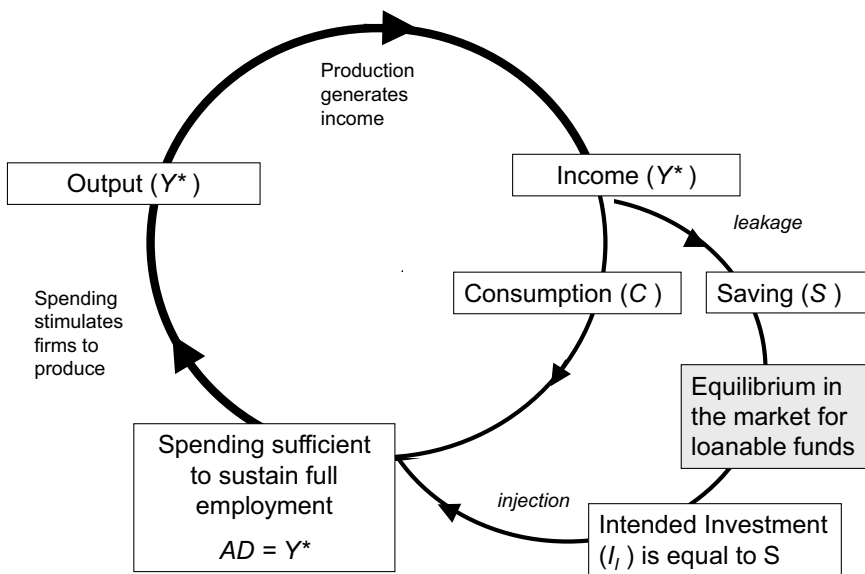 Production
generates
income
Output (Y* )
Income (Y* )
leakage
Consumption (C )
Saving (S )
Spending
stimulates
firms to
produce
Equilibrium in
the market for
loanable funds
Spending sufficient
to sustain full
employment
AD = Y*
injection
Intended Investment
(II ) is equal to S